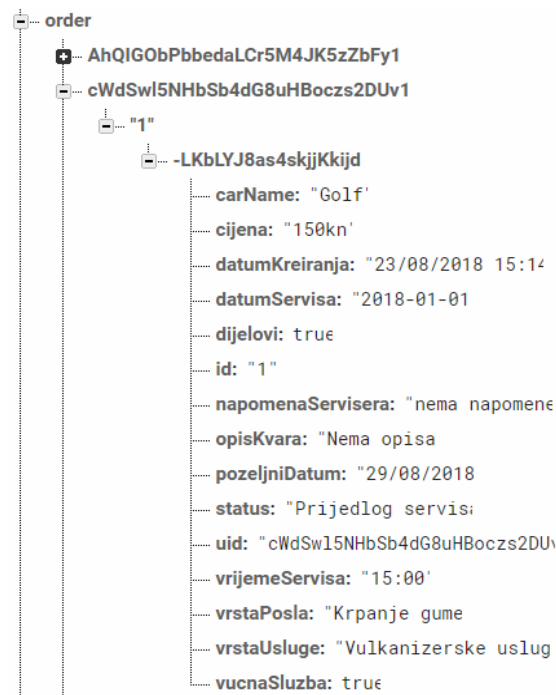 order
AhQIGObPbbedaLCr5M4JK5zZbFy1
cWdSwl5NHbSb4dG8uHBoczs2DUv1
"1"
-LKbLYJ8as4skjjKkijd
carName: "Golf"
cijena: "150kn"
datumKreiranja: "23/08/2018 15:14
datumServisa: "2018-01-01
dijelovi: true
id: "1"
napomenaServisera: "nema napomene
opisKvara: "Nema opisa
pozeljniDatum: "29/08/2018
status: "Prijedlog servisa
uid: "cWdSwl5NHbSb4dG8uHBoczs2DUv
vrijemeServisa: "15:00"
vrstaPosla: "Krpanje gume
vrstaUsluge: "Vulkanizerske uslug
vucnaSluzba: true